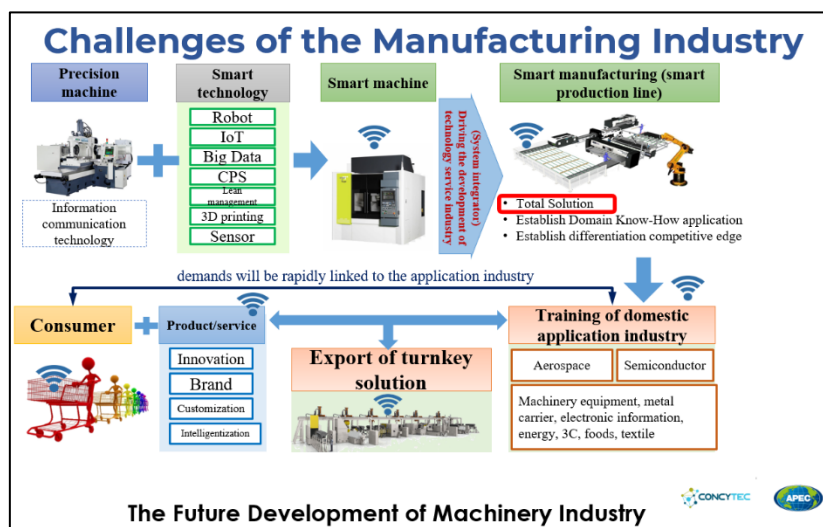 Challenges of the Manufacturing Industry
Precision
machine
Information
communication
technology
Smart
technology
Robot
IoT
Big Data
CPS
Lean
management
3D printing
Sensor
Smart machine
(System integrator)
Driving the development of
technology service industry
Smart manufacturing (smart
production line)
• Total Solution
• Establish Domain Know-How application
• Establish differentiation competitive edge
demands will be rapidly linked to the application industry
Consumer
Product/service
Innovation
Brand
Customization
Intelligentization
Export of turnkey
solution
Training of domestic
application industry
Aerospace
Semiconductor
Machinery equipment, metal
carrier, electronic information,
energy, 3C, foods, textile
The Future Development of Machinery Industry
CONCYTEC
APEC